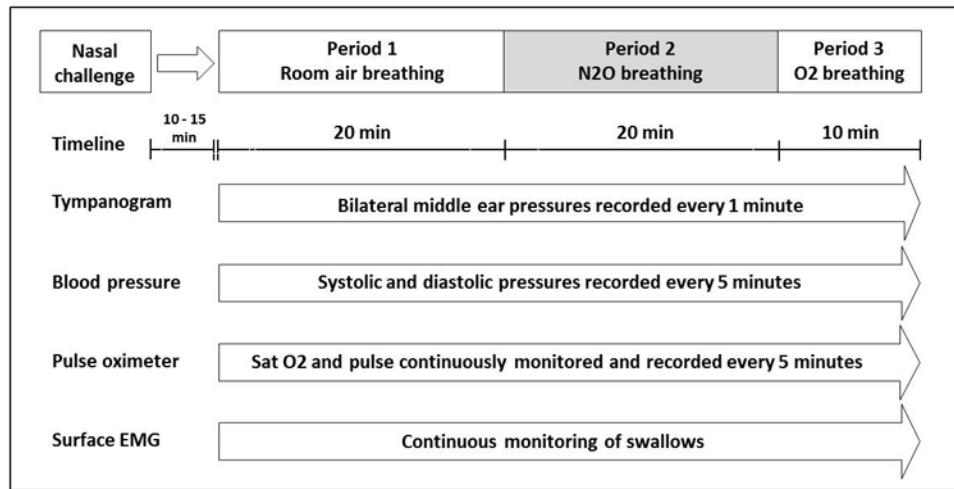 Nasal
challenge
Period 1
Room air breathing
Period 2
N2O breathing
Period 3
O2 breathing
Timeline
10 - 15
min
20 min
20 min
10 min
Tympanogram
Bilateral middle ear pressures recorded every 1 minute
Blood pressure
Systolic and diastolic pressures recorded every 5 minutes
Pulse oximeter
Sat O2 and pulse continuously monitored and recorded every 5 minutes
Surface EMG
Continuous monitoring of swallows